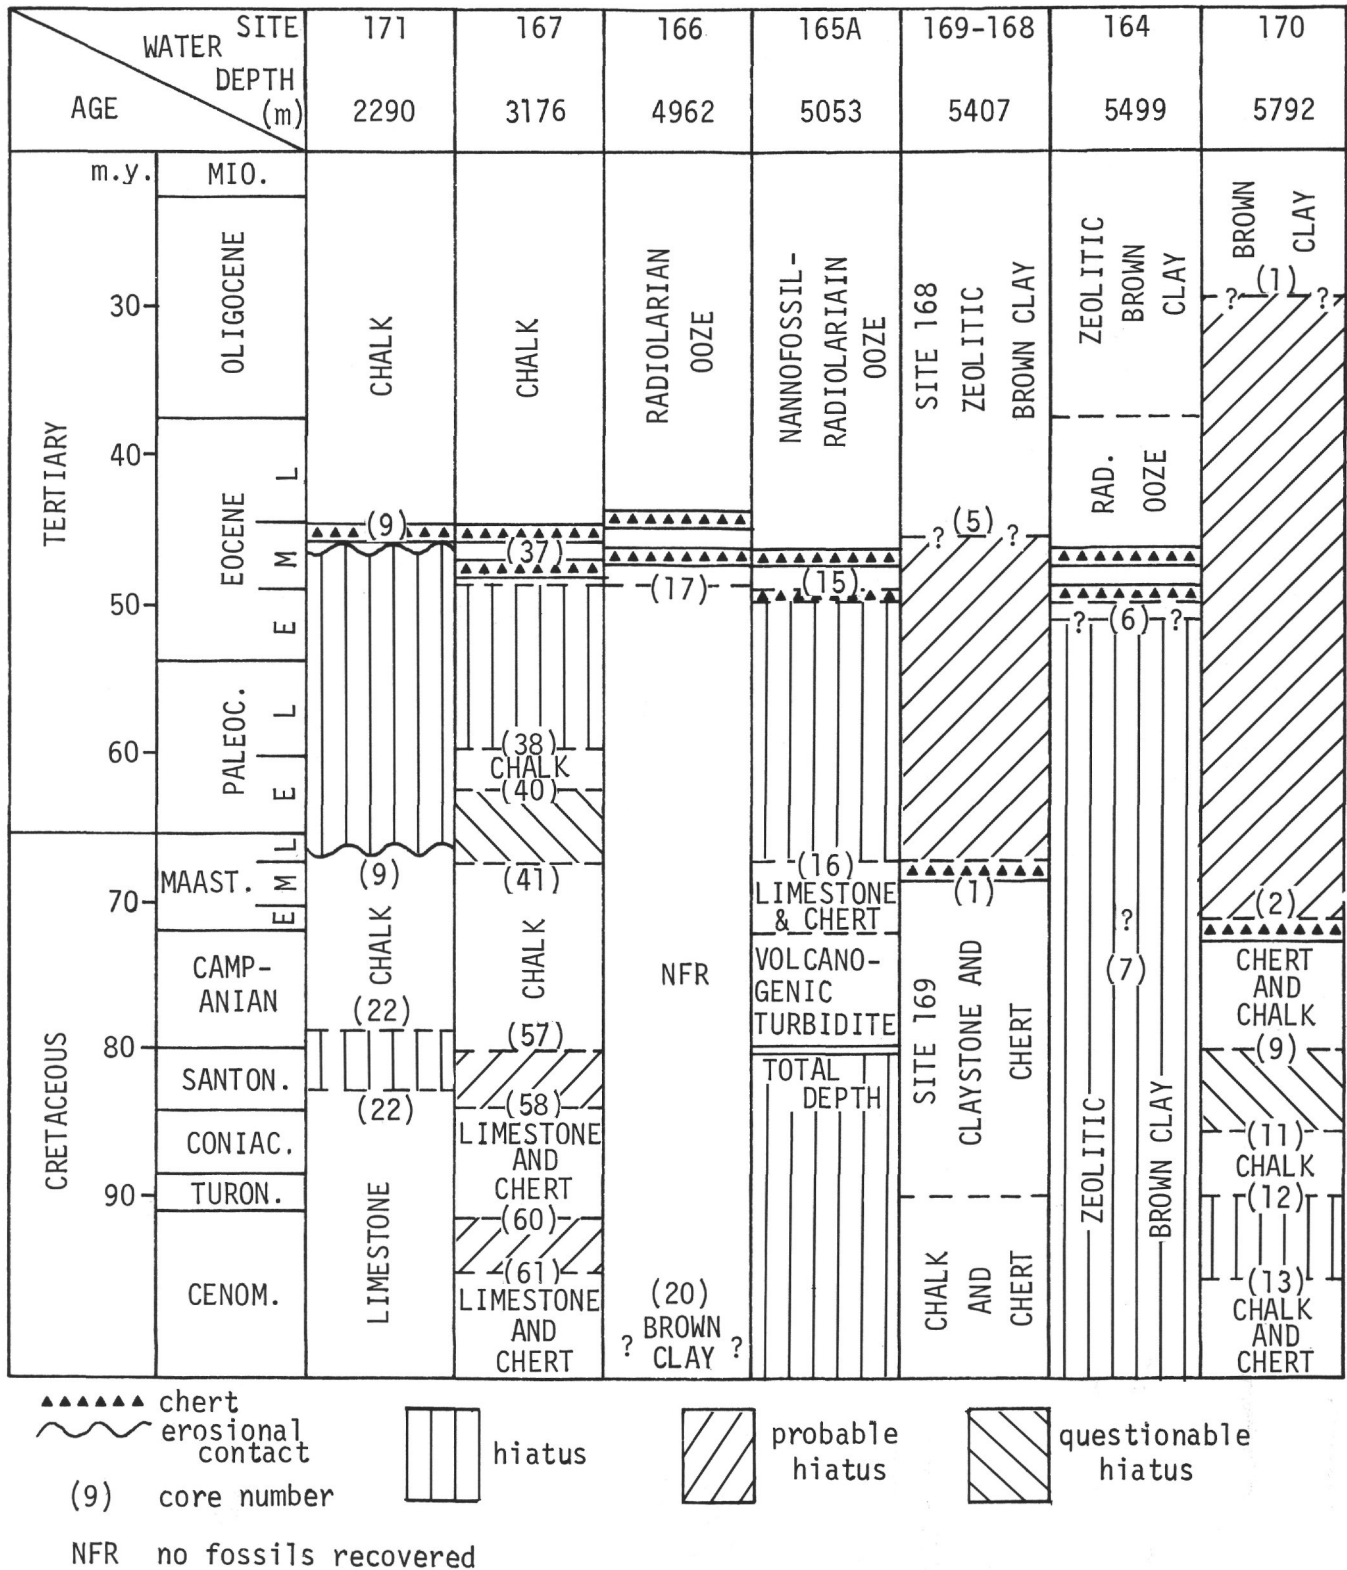 SITE 171 167 166 165A 169-168 164 170
WATER
DEPTH
(m) 2290 3176 4962 5053 5407 5499 5792
AGE
m.y.
30
40
50
60
70
80
90
TERTIARY
CRETACEOUS
MIO.
OLIGOCENE
EOCENE
L
M
E
PALEOC.
L
E
MAAST.
L
M
E
CAMP-
ANIAN
SANTON.
CONIAC.
TURON.
CENOM.
CHALK
(9)
(9)
CHALK
(22)
(22)
LIMESTONE
CHALK
(37)
(38)
CHALK
(40)
(41)
CHALK
(57)
(58)
LIMESTONE
AND
CHERT
(60)
(61)
LIMESTONE
AND
CHERT
RADIOLARIAN
OOZE
(17)
NFR
(20)
? BROWN ?
CLAY
NANNOFOSSIL-
RADIOLARIAIN
OOZE
(15)
(16)
LIMESTONE
& CHERT
VOLCANO-
GENIC
TURBIDITE
TOTAL
DEPTH
SITE 168
ZEOLITIC
BROWN CLAY
(5)
? ?
(1)
SITE 169
CLAYSTONE AND
CHERT
CHALK
AND
CHERT
ZEOLITIC
BROWN
CLAY
RAD.
OOZE
? (6) ?
?
(7)
ZEOLITIC
BROWN CLAY
BROWN
CLAY
(1)
? ?
(2)
CHERT
AND
CHALK
(9)
(11)
CHALK
(12)
(13)
CHALK
AND
CHERT
chert
erosional
contact
(9) core number
NFR no fossils recovered
hiatus
probable
hiatus
questionable
hiatus